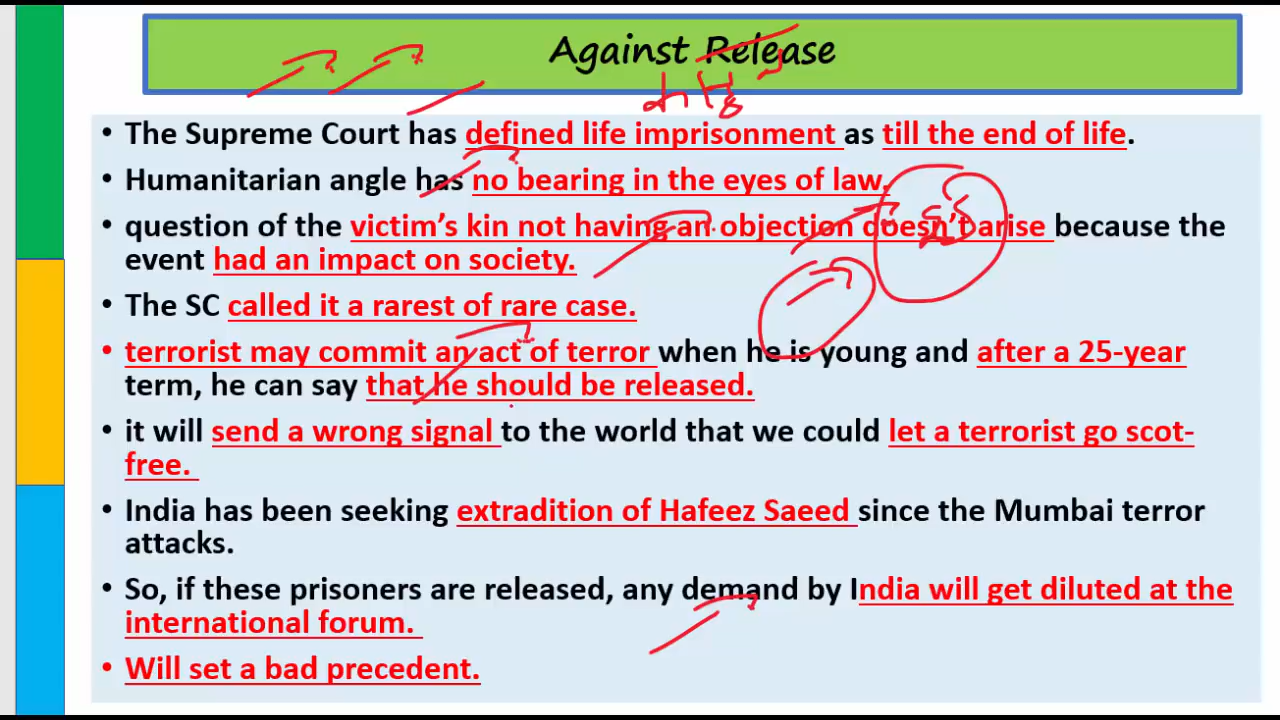 Against Release
• The Supreme Court has defined life imprisonment as till the end of life.
• Humanitarian angle has no bearing in the eyes of law.
• question of the victim's kin not having an objection doesn't arise because the
event had an impact on society.
• The SC called it a rarest of rare case.
• terrorist may commit an act of terror when he is young and after a 25-year
term, he can say that he should be released.
• it will send a wrong signal to the world that we could let a terrorist go scot-
free.
• India has been seeking extradition of Hafeez Saeed since the Mumbai terror
attacks.
• So, if these prisoners are released, any demand by India will get diluted at the
international forum.
• Will set a bad precedent.